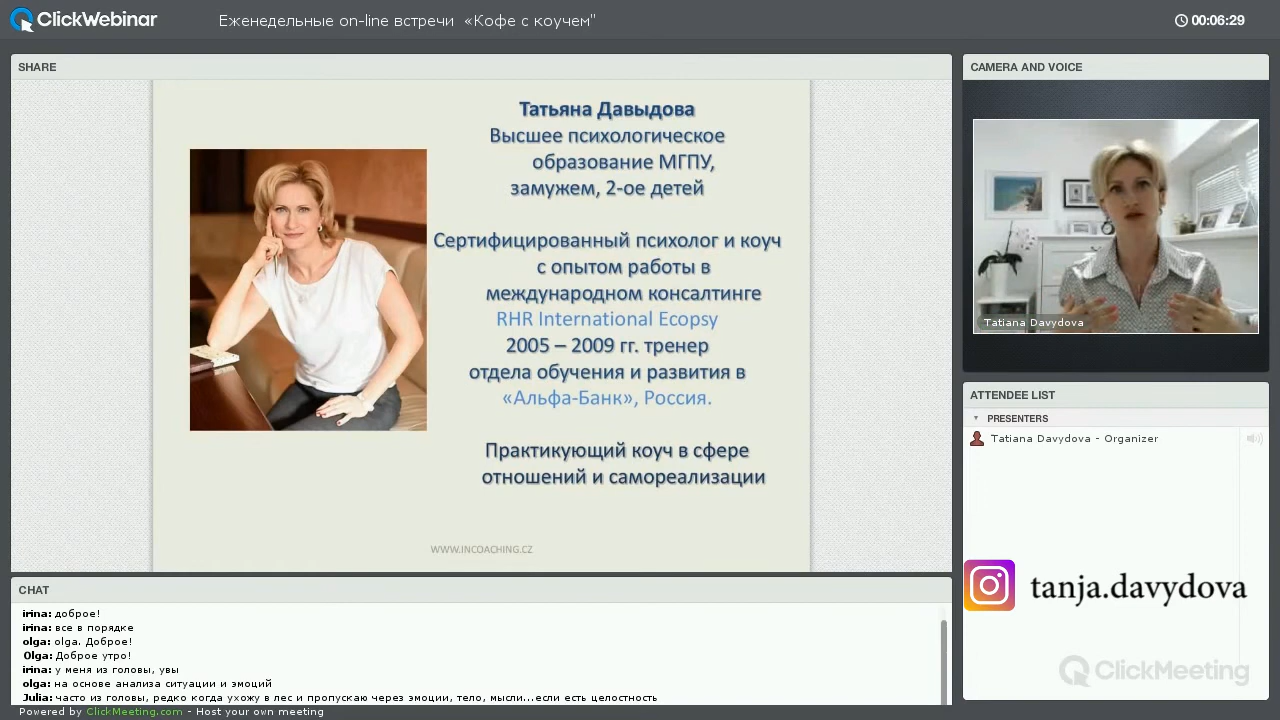 ClickWebinar
Еженедельные on-line встречи «Кофе с коучем"
00:06:29
SHARE
Татьяна Давыдова
Высшее психологическое
образование МГПУ,
замужем, 2-ое детей
Сертифицированный психолог и коуч
с опытом работы в
международном консалтинге
RHR International Ecopsy
2005 – 2009 гг. тренер
отдела обучения и развития в
«Альфа-Банк», Россия.
Практикующий коуч в сфере
отношений и самореализации
WWW.INCOACHING.CZ
CAMERA AND VOICE
Tatiana Davydova
ATTENDEE LIST
PRESENTERS
Tatiana Davydova - Organizer
tanja.davydova
ClickMeeting
CHAT
irina: доброе!
irina: все в порядке
olga: olga. Доброе!
Olga: Доброе утро!
irina: у меня из головы, увы
olga: на основе анализа ситуации и эмоций
Julia: часто из головы, редко когда ухожу в лес и пропускаю через эмоции, тело, мысли...если есть целостность
Powered by ClickMeeting.com - Host your own meeting